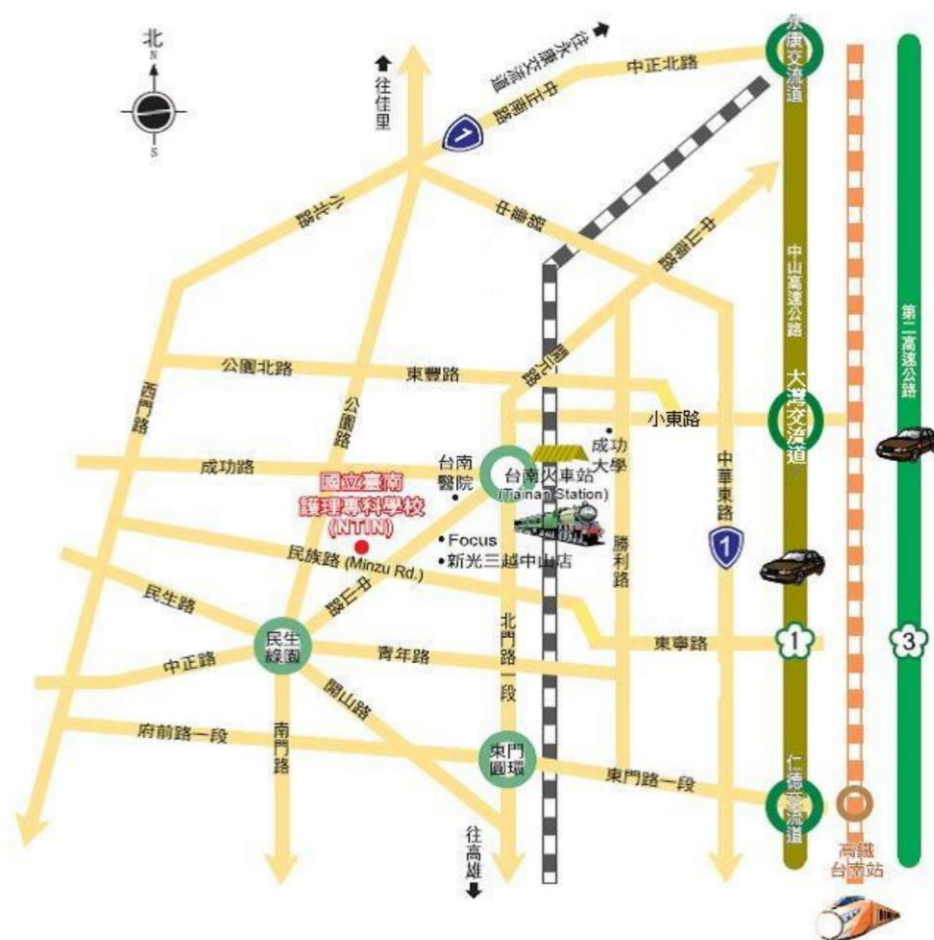 北
N
S
往佳里
往永康交流道
中正南路
1
中正北路
永康交流道
小北路
中華路
中山南路
中山高速公路
第二高速公路
公園北路
東豐路
開元路
西門路
公園路
小東路
大灣交流道
成功路
台南
醫院
台南火車站
(Tainan Station)
成功
大學
中華東路
國立臺南
護理專科學校
(NTIN)
Focus
新光三越中山店
民族路 (Minzu Rd.)
勝利路
1
民生路
中山路
民生
綠園
北門路一段
東寧路
1
3
中正路
青年路
開山路
府前路一段
南門路
東門
圓環
東門路一段
仁德交流道
往高雄
高鐵
台南站